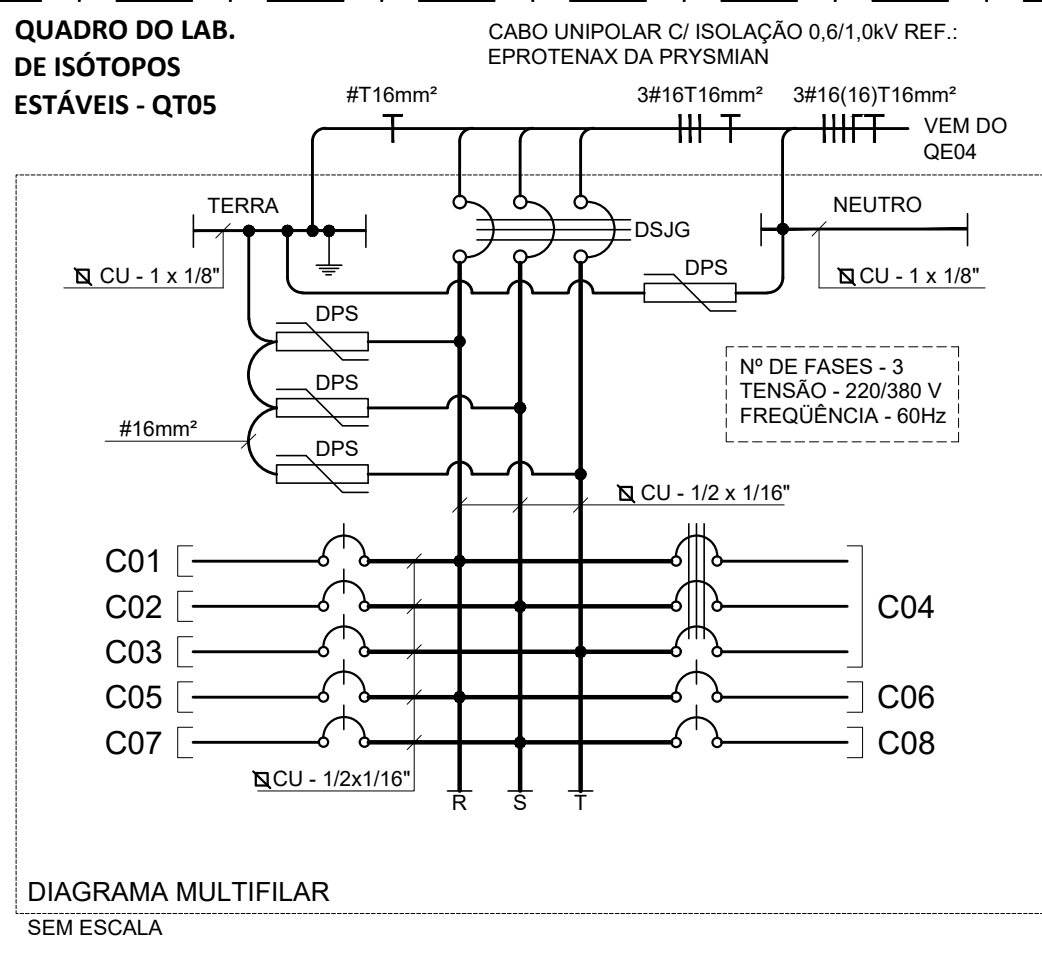 QUADRO DO LAB.
DE ISÓTOPOS
ESTÁVEIS - QT05
CABO UNIPOLAR C/ ISOLAÇÃO 0,6/1,0kV REF.:
EPROTENAX DA PRYSMIAN
#T16mm²
3#16T16mm²
3#16(16)T16mm²
VEM DO
QE04
TERRA
NEUTRO
DSJG
CU - 1 x 1/8"
DPS
CU - 1 x 1/8"
DPS
DPS
DPS
#16mm²
Nº DE FASES - 3
TENSÃO - 220/380 V
FREQÜÊNCIA - 60Hz
CU - 1/2 x 1/16"
C01
C02
C03
C05
C07
C04
C06
C08
CU - 1/2x1/16"
R
S
T
DIAGRAMA MULTIFILAR
SEM ESCALA